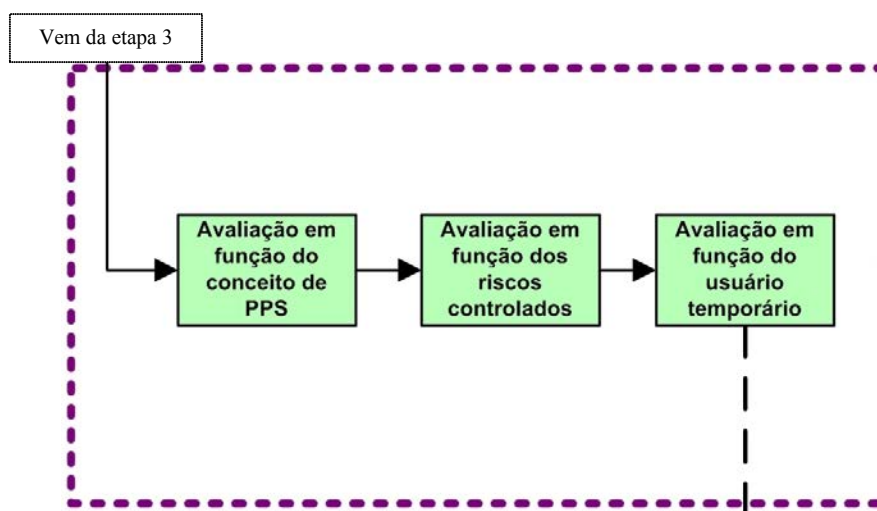 Vem da etapa 3
Avaliação em
função do
conceito de
PPS
Avaliação em
função dos
riscos
controlados
Avaliação em
função do
usuário
temporário